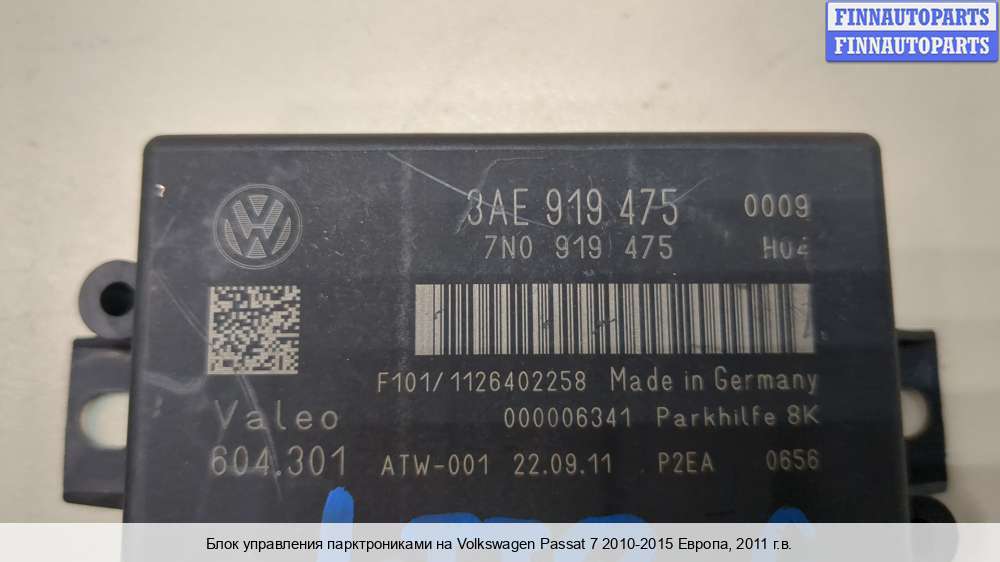 FINNAUTOPARTS
FINNAUTOPARTS
3AE 919 475 0009
7N0 919 475 H04
F101/1126402258 Made in Germany
Valeo 000006341 Parkhilfe 8K
604.301 ATW-001 22.09.11 P2EA 0656
Блок управления парктрониками на Volkswagen Passat 7 2010-2015 Европа, 2011 г.в.